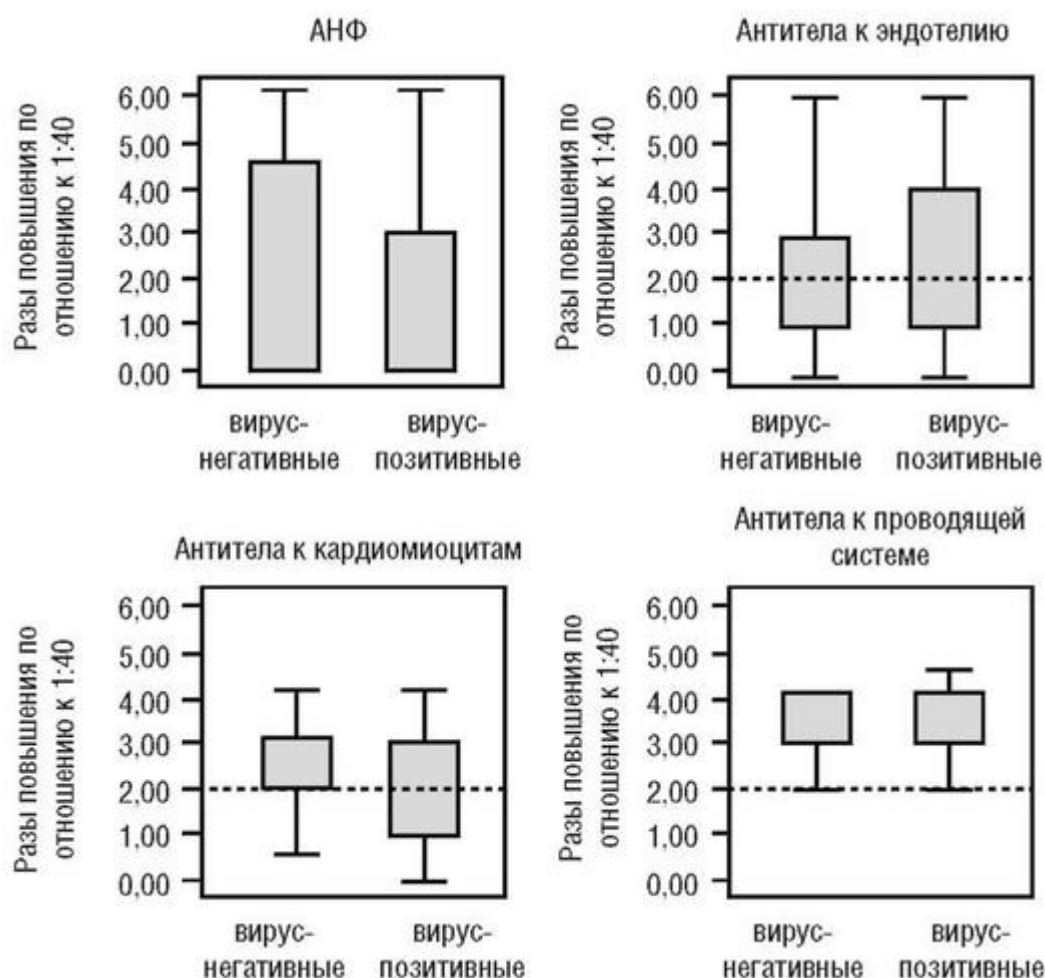 АНФ
Разы повышения по
отношению к 1:40
6,00
5,00
4,00
3,00
2,00
1,00
0,00
вирус-
негативные
вирус-
позитивные
Антитела к эндотелию
Разы повышения по
отношению к 1:40
6,00
5,00
4,00
3,00
2,00
1,00
0,00
вирус-
негативные
вирус-
позитивные
Антитела к кардиомиоцитам
Разы повышения по
отношению к 1:40
6,00
5,00
4,00
3,00
2,00
1,00
0,00
вирус-
негативные
вирус-
позитивные
Антитела к проводящей
системе
Разы повышения по
отношению к 1:40
6,00
5,00
4,00
3,00
2,00
1,00
0,00
вирус-
негативные
вирус-
позитивные